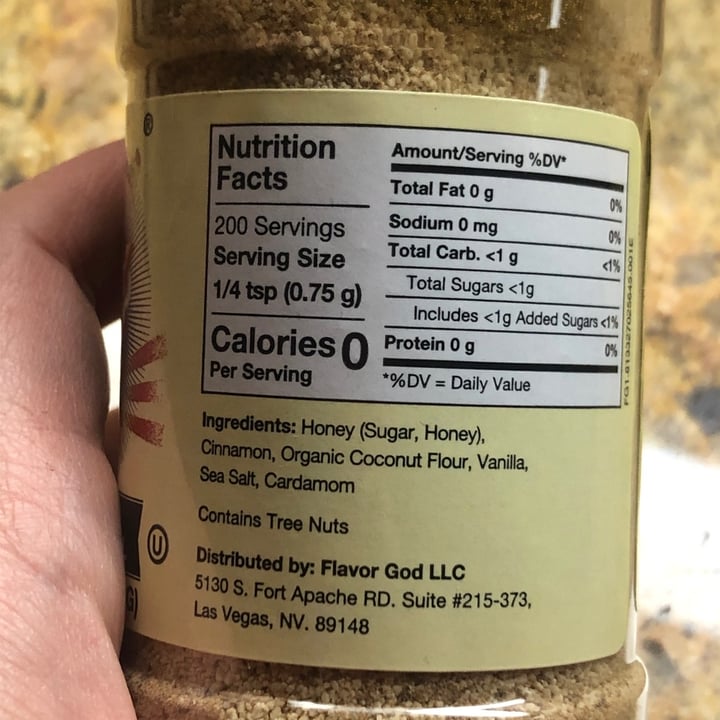 ®
Nutrition
Facts
200 Servings
Serving Size
1/4 tsp (0.75 g)
Calories 0
Per Serving
Amount/Serving %DV*
Total Fat 0 g 0%
Sodium 0 mg 0%
Total Carb. <1 g <1%
Total Sugars <1g
Includes <1g Added Sugars <1%
Protein 0 g 0%
*%DV = Daily Value
Ingredients: Honey (Sugar, Honey),
Cinnamon, Organic Coconut Flour, Vanilla,
Sea Salt, Cardamom
Contains Tree Nuts
Distributed by: Flavor God LLC
5130 S. Fort Apache RD. Suite #215-373,
Las Vegas, NV. 89148
U
G)